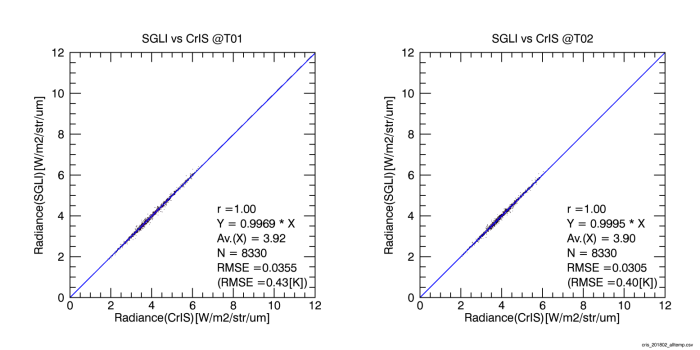 SGLI vs CrIS @T01
12
10
8
6
4
2
0
Radiance(SGLI)[W/m2/str/um]
r =1.00
Y = 0.9969 * X
Av.(X) = 3.92
N = 8330
RMSE =0.0355
(RMSE =0.43[K])
0 2 4 6 8 10 12
Radiance(CrIS)[W/m2/str/um]
SGLI vs CrIS @T02
12
10
8
6
4
2
0
Radiance(SGLI)[W/m2/str/um]
r =1.00
Y = 0.9995 * X
Av.(X) = 3.90
N = 8330
RMSE =0.0305
(RMSE =0.40[K])
0 2 4 6 8 10 12
Radiance(CrIS)[W/m2/str/um]